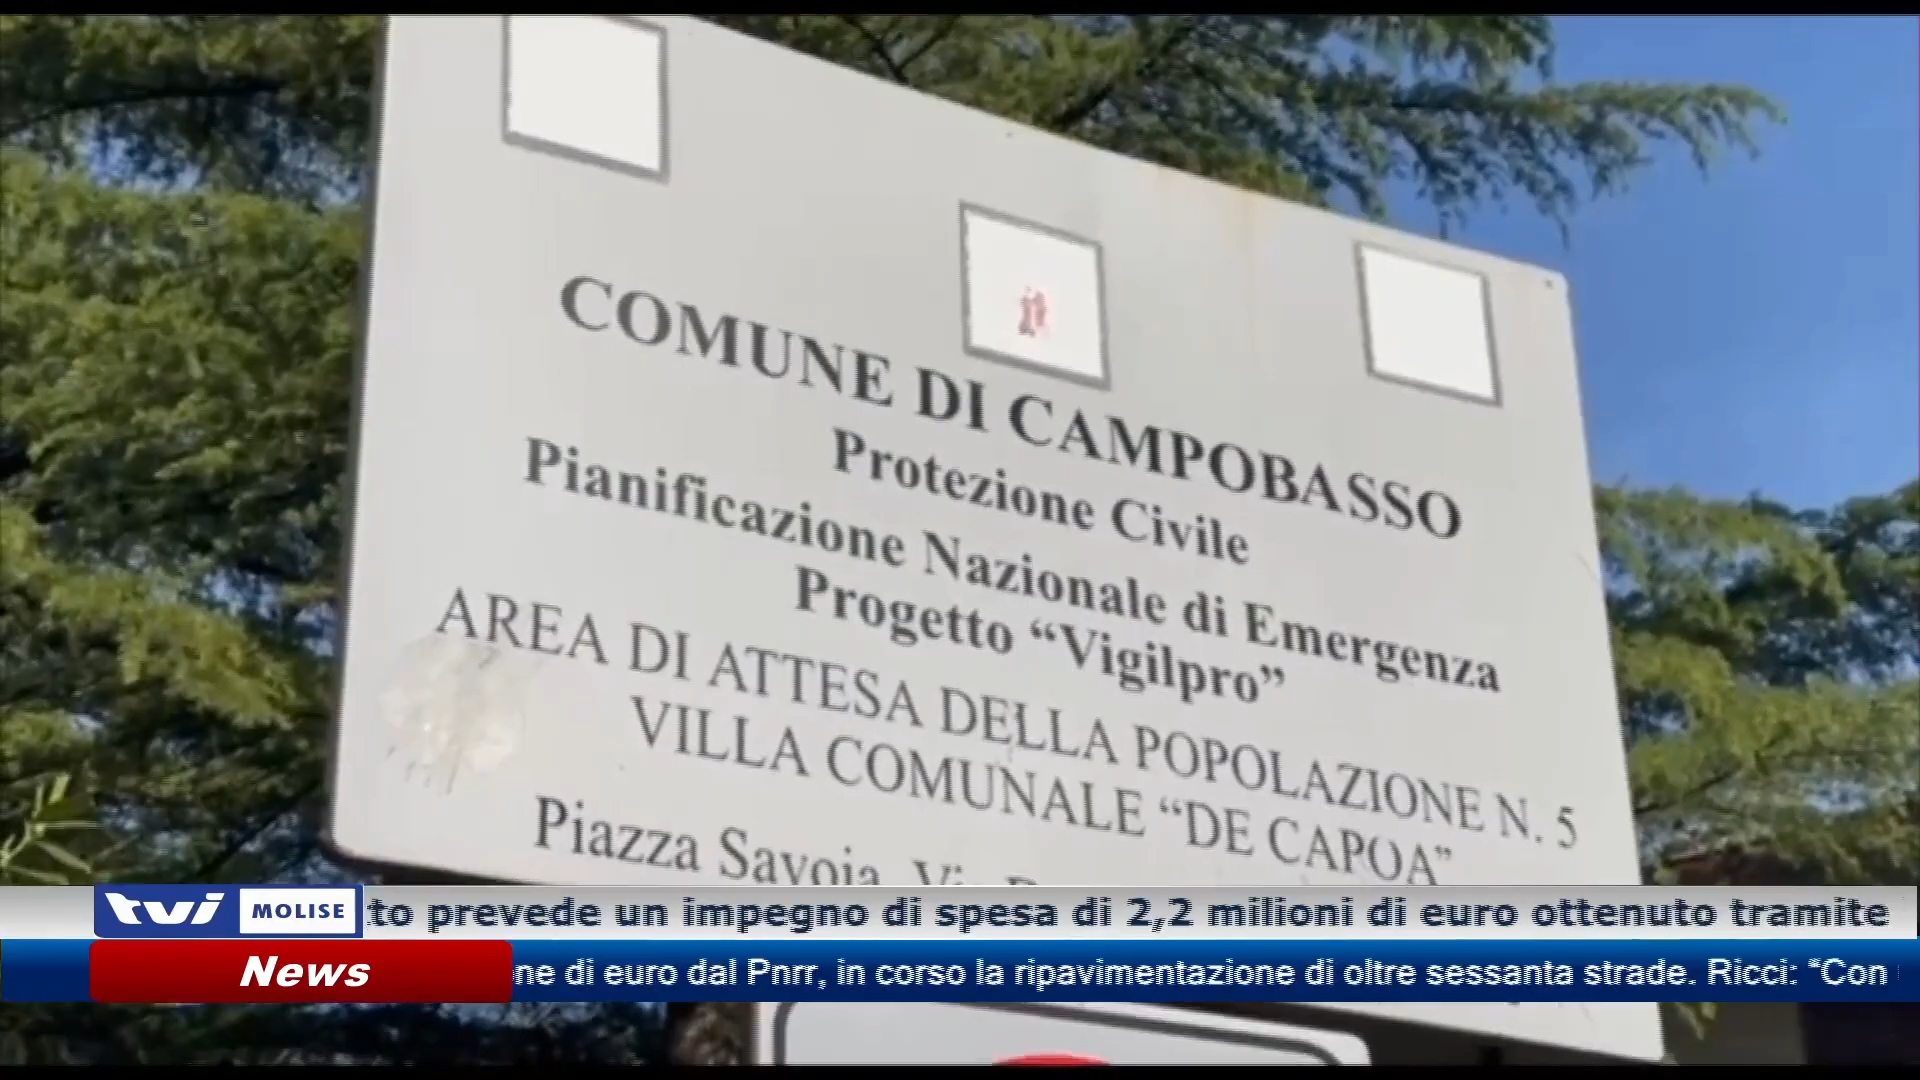 COMUNE DI CAMPOBASSO
Protezione Civile
Pianificazione Nazionale di Emergenza
Progetto “Vigilpro”
AREA DI ATTESA DELLA POPOLAZIONE N. 5
VILLA COMUNALE “DE CAPOA”
Piazza Savoia,
tvi MOLISE
to prevede un impegno di spesa di 2,2 milioni di euro ottenuto tramite
News
ne di euro dal Pnrr, in corso la ripavimentazione di oltre sessanta strade. Ricci: “Con